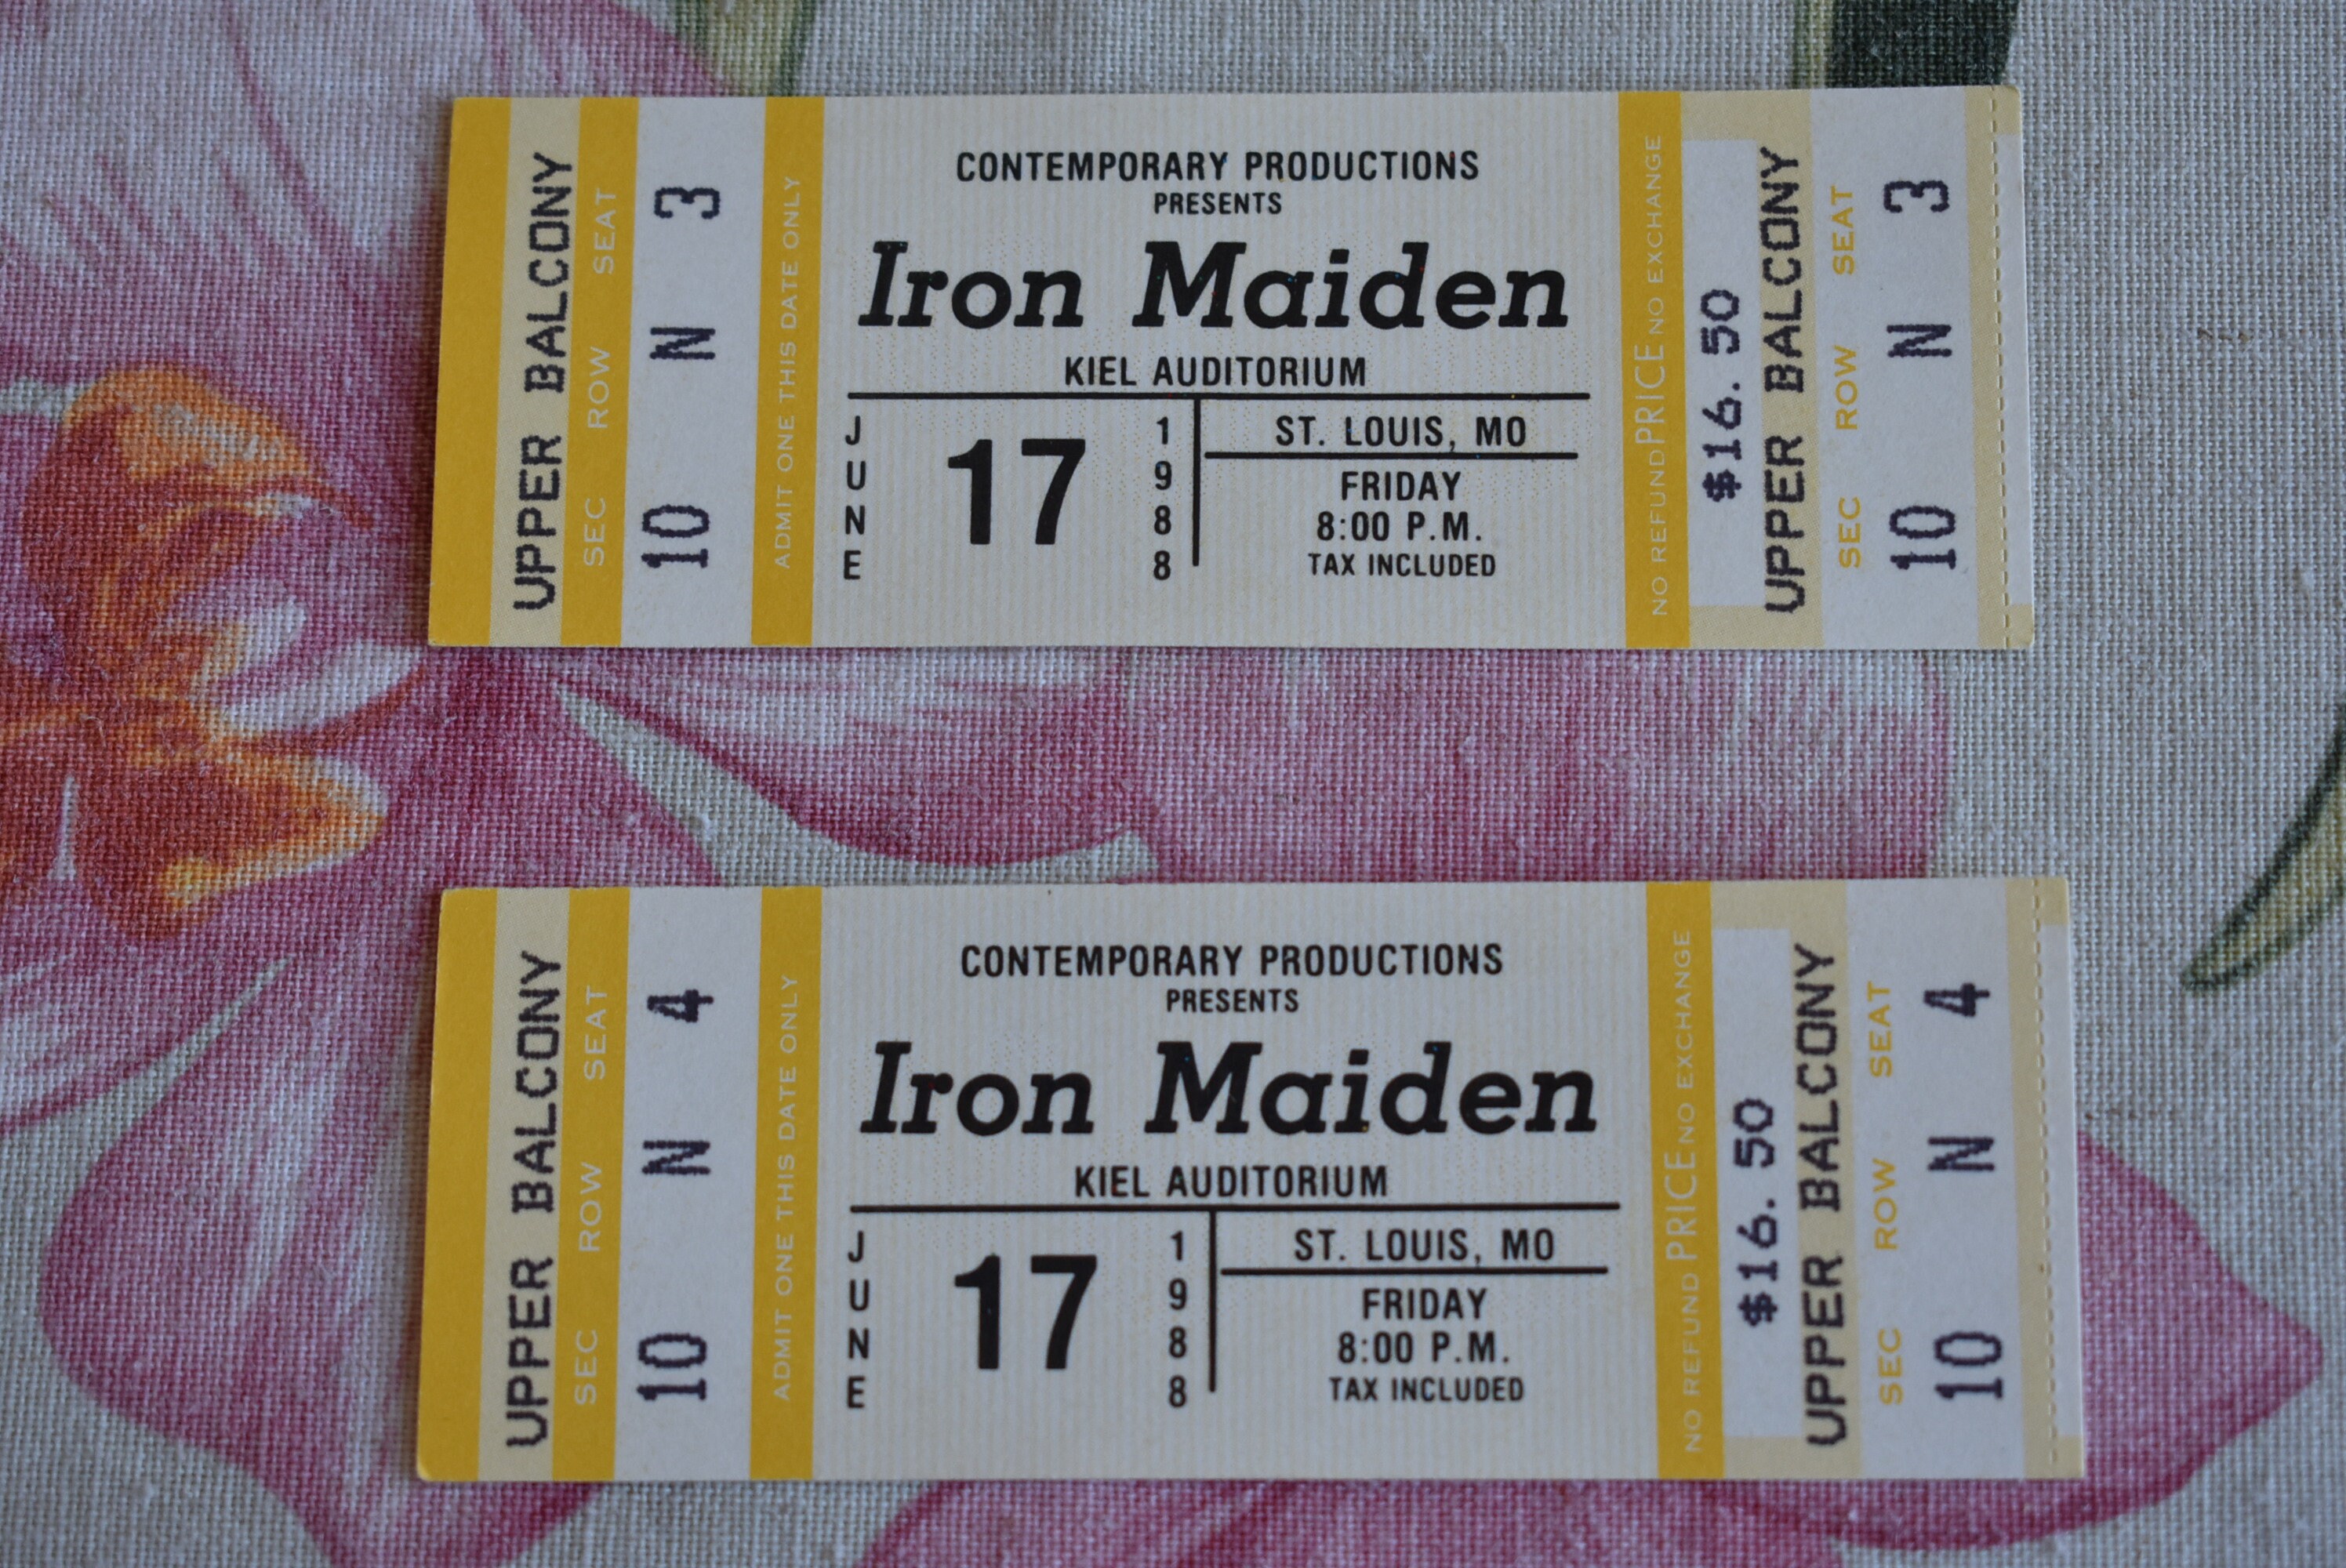 UPPER BALCONY
SEC ROW SEAT
10 N 3
ADMIT ONE THIS DATE ONLY
CONTEMPORARY PRODUCTIONS
PRESENTS
Iron Maiden
KIEL AUDITORIUM
JUNE
17
1988
ST. LOUIS, MO
FRIDAY
8:00 P.M.
TAX INCLUDED
NO REFUND PRICE NO EXCHANGE
$16.50
UPPER BALCONY
SEC ROW SEAT
10 N 3
UPPER BALCONY
SEC ROW SEAT
10 N 4
ADMIT ONE THIS DATE ONLY
CONTEMPORARY PRODUCTIONS
PRESENTS
Iron Maiden
KIEL AUDITORIUM
JUNE
17
1988
ST. LOUIS, MO
FRIDAY
8:00 P.M.
TAX INCLUDED
NO REFUND PRICE NO EXCHANGE
$16.50
UPPER BALCONY
SEC ROW SEAT
10 N 4